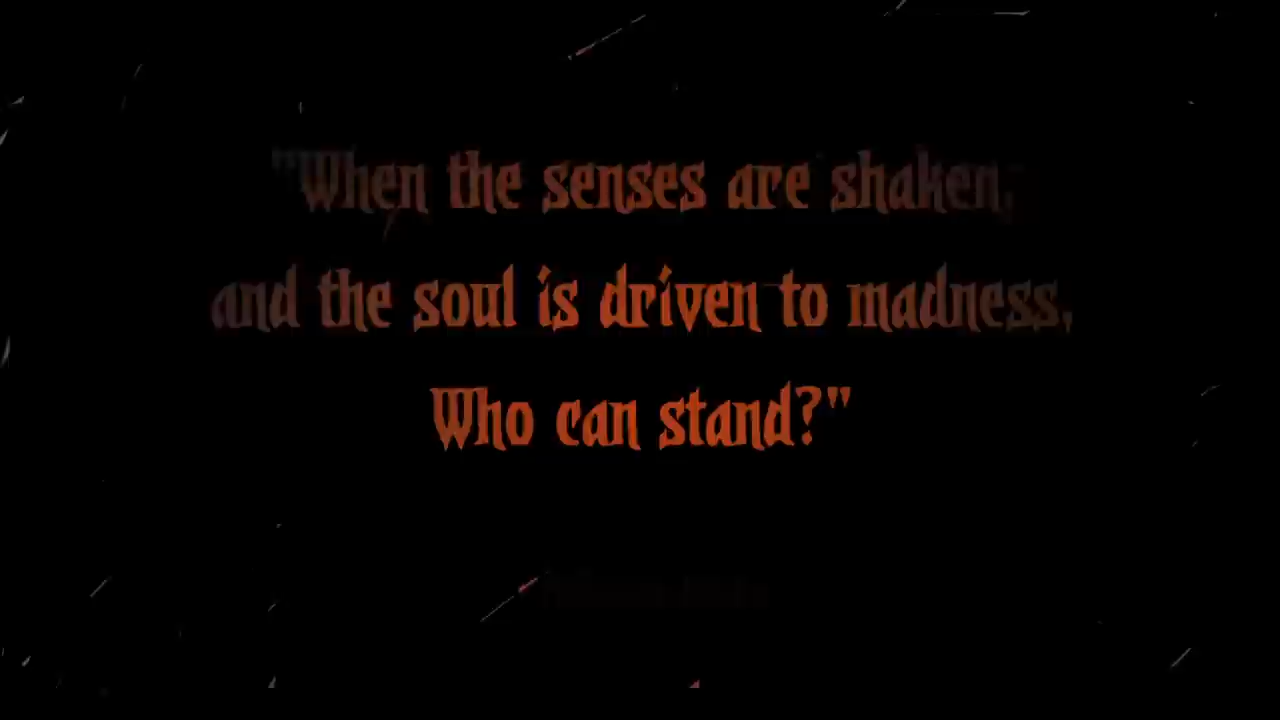 "When the senses are shaken,
and the soul is driven to madness,
Who can stand?"